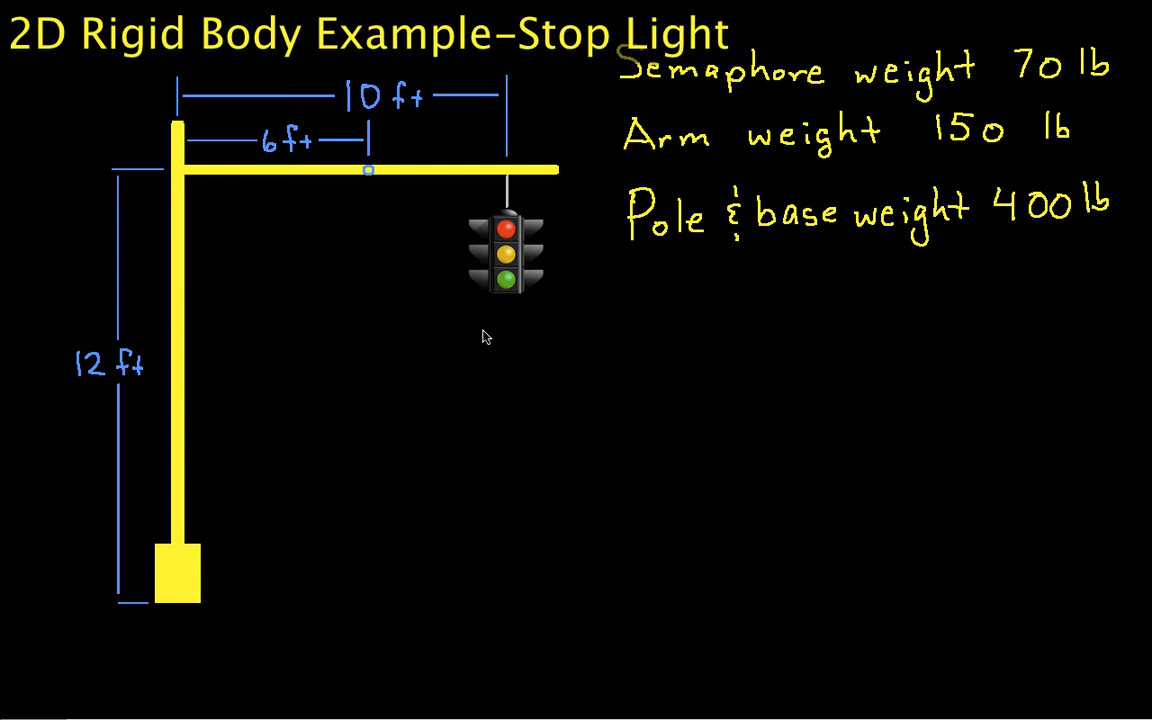 2D Rigid Body Example-Stop Light
Semaphore weight 70 lb
10 ft
Arm weight 150 lb
6 ft
Pole & base weight 400 lb
12 ft